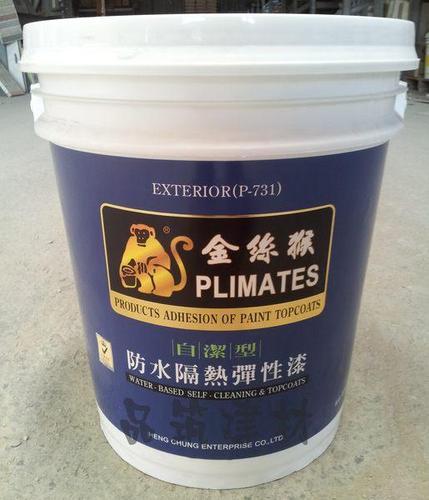 EXTERIOR(P-731)
®
金絲猴
PLIMATES
PRODUCTS ADHESION OF PAINT TOPCOATS
自潔型
防水隔熱彈性漆
WATER-BASED SELF-CLEANING & TOPCOATS
HENG CHUNG ENTERPRISE CO.,LTD